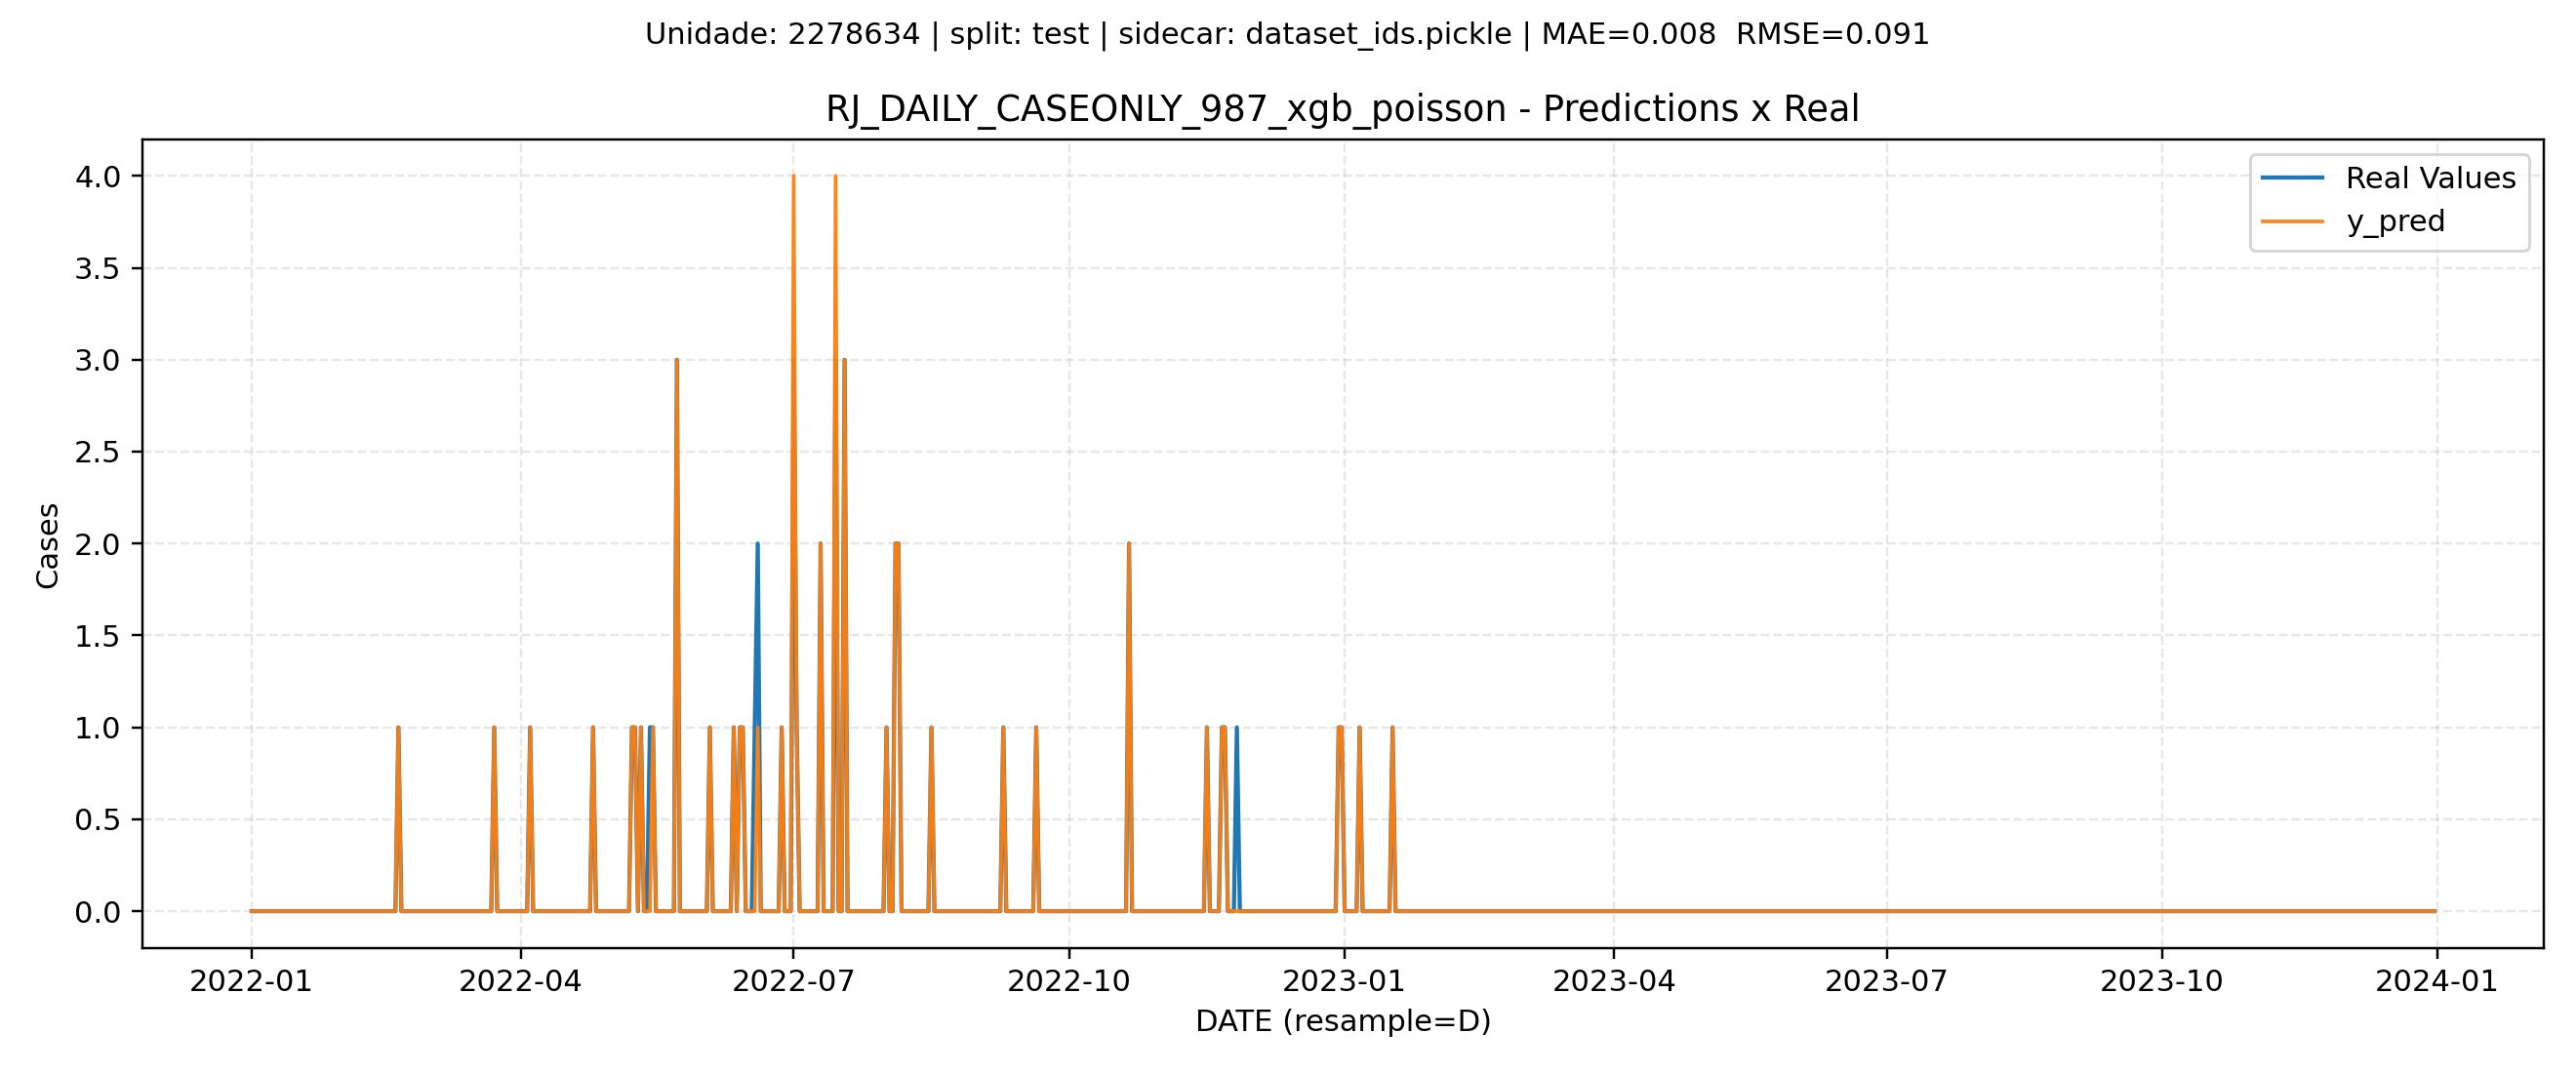 Unidade: 2278634 | split: test | sidecar: dataset_ids.pickle | MAE=0.008  RMSE=0.091
RJ_DAILY_CASEONLY_987_xgb_poisson - Predictions x Real
Real Values
y_pred
4.0
3.5
3.0
2.5
2.0
1.5
1.0
0.5
0.0
Cases
2022-01 2022-04 2022-07 2022-10 2023-01 2023-04 2023-07 2023-10 2024-01
DATE (resample=D)